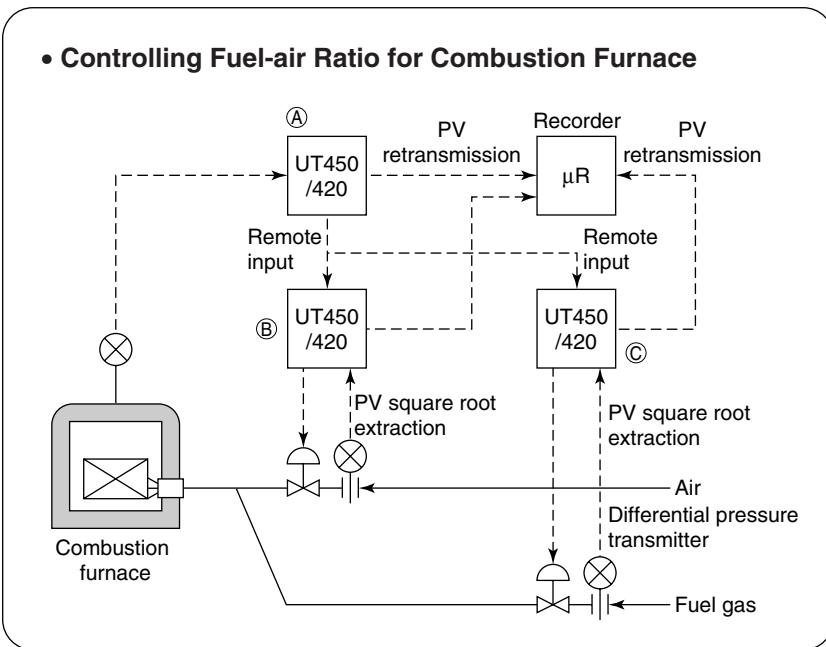 • Controlling Fuel-air Ratio for Combustion Furnace
Ⓐ
UT450
/420
PV
retransmission
Recorder
µR
PV
retransmission
Remote
input
Remote
input
Ⓑ
UT450
/420
UT450
/420
Ⓒ
PV square root
extraction
PV square root
extraction
Air
Differential pressure
transmitter
Combustion
furnace
Fuel gas